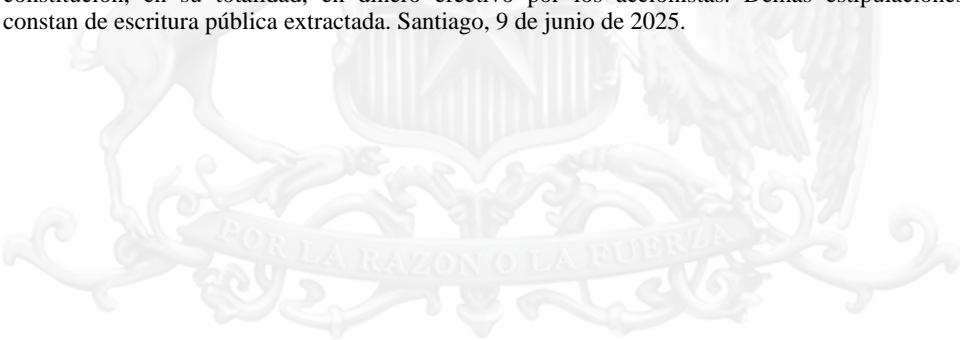 constitución, en su totalidad, en dinero efectivo por los accionistas. Demás estipulaciones
constan de escritura pública extractada. Santiago, 9 de junio de 2025.
POR LA RAZON O LA FUERZA